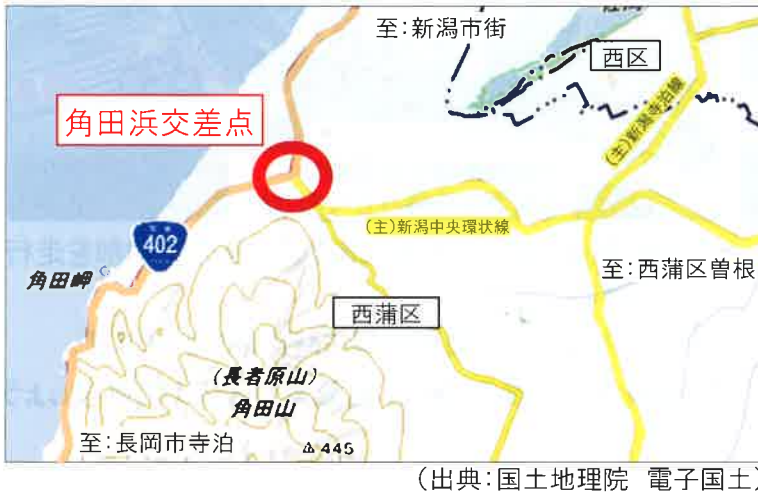 至:新潟市街
西区
角田浜交差点
(主)新潟寺泊線
(主)新潟中央環状線
402
角田岬
至:西蒲区曽根
西蒲区
(長者原山)
角田山
至:長岡市寺泊
445
(出典:国土地理院 電子国土)